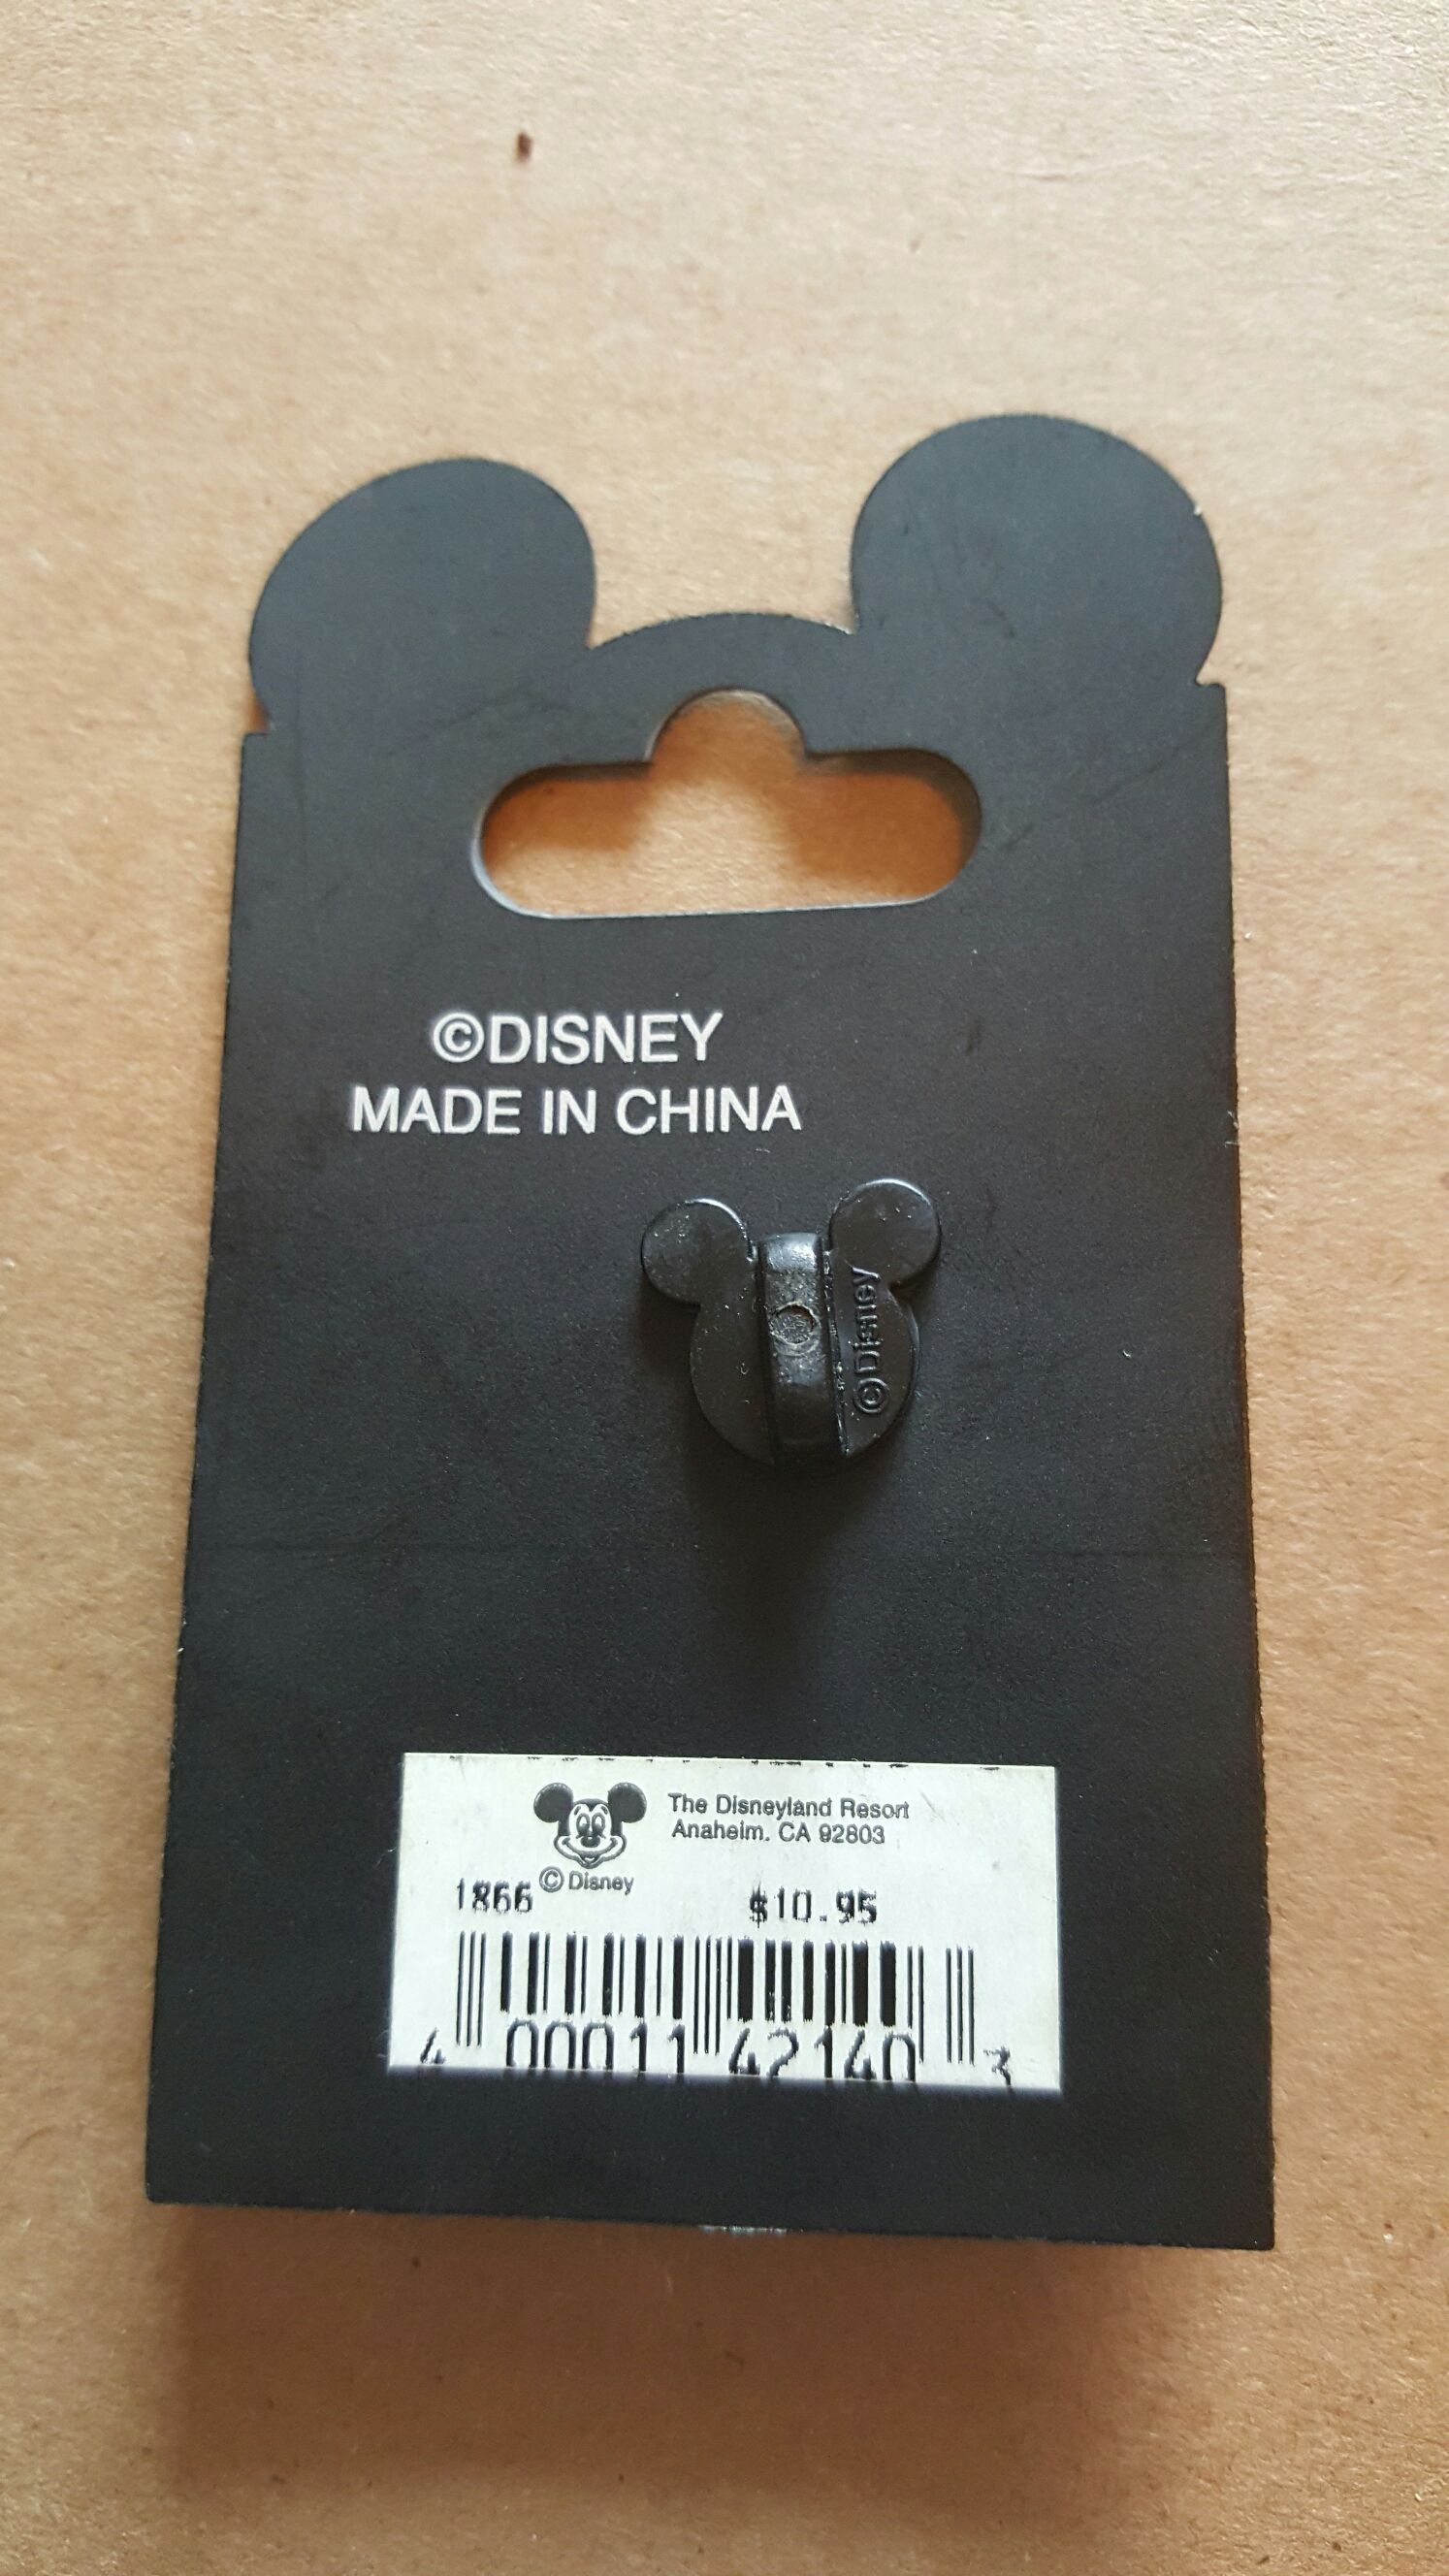 ©DISNEY
MADE IN CHINA
©Disney
The Disneyland Resort
Anaheim. CA 92803
© Disney
1866 $10.95
4 00011 42140 3